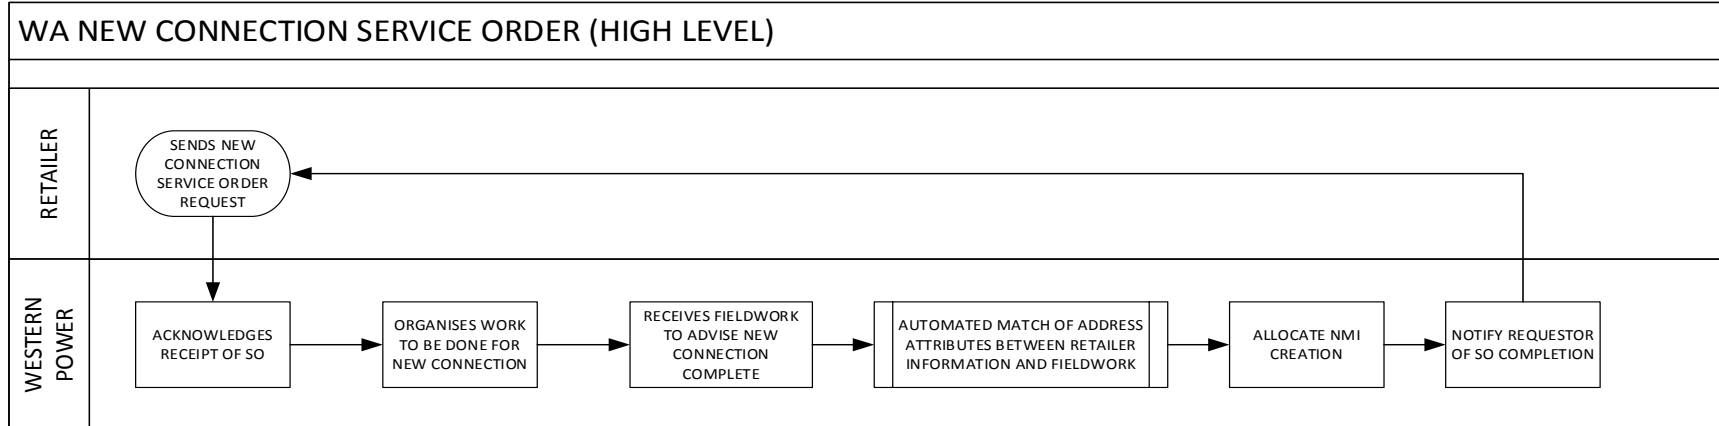 WA NEW CONNECTION SERVICE ORDER (HIGH LEVEL)
RETAILER
SENDS NEW
CONNECTION
SERVICE ORDER
REQUEST
WESTERN
POWER
ACKNOWLEDGES
RECEIPT OF SO
ORGANISES WORK
TO BE DONE FOR
NEW CONNECTION
RECEIVES FIELDWORK
TO ADVISE NEW
CONNECTION
COMPLETE
AUTOMATED MATCH OF ADDRESS
ATTRIBUTES BETWEEN RETAILER
INFORMATION AND FIELDWORK
ALLOCATE NMI
CREATION
NOTIFY REQUESTOR
OF SO COMPLETION